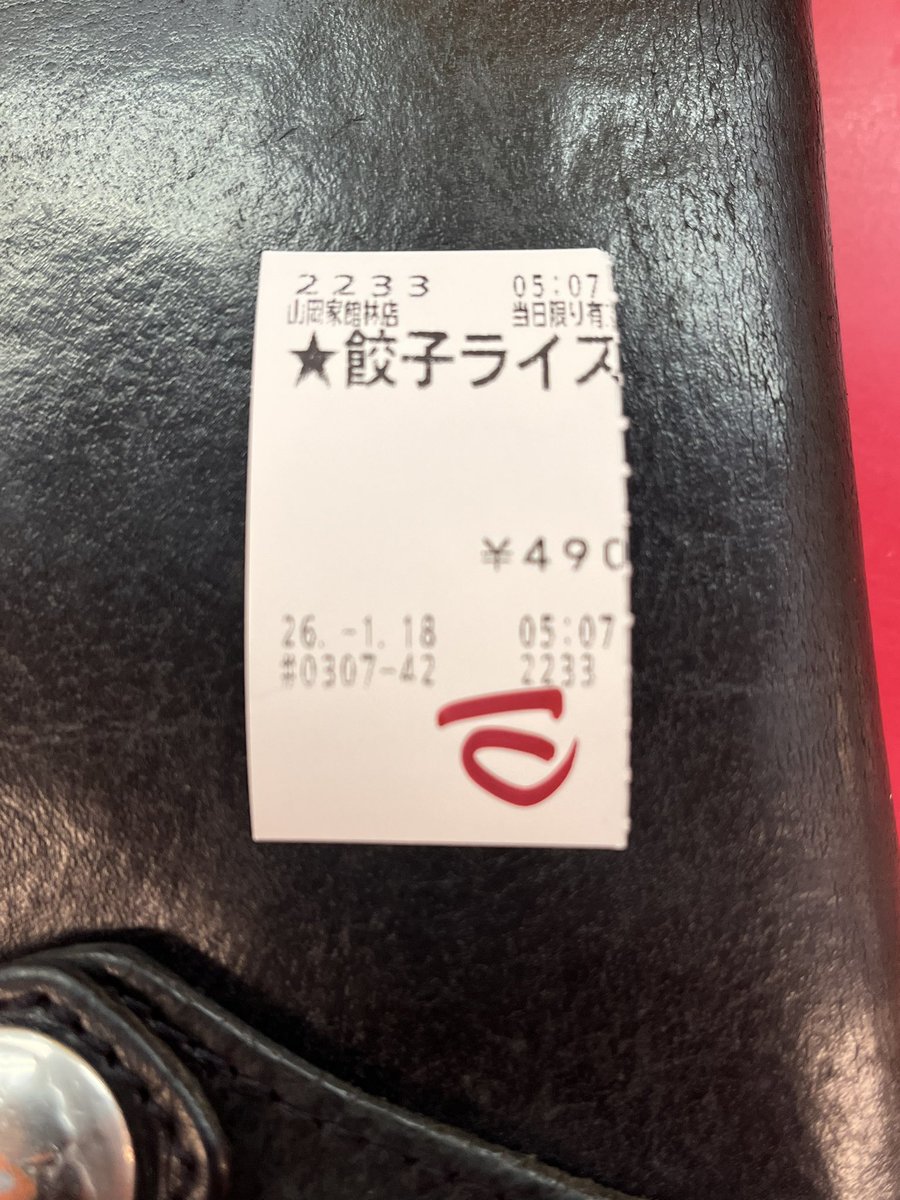 2233 05:07
山岡家館林店 当日限り有
★餃子ライス
¥490
26.-1.18 05:07
#0307-42 2233